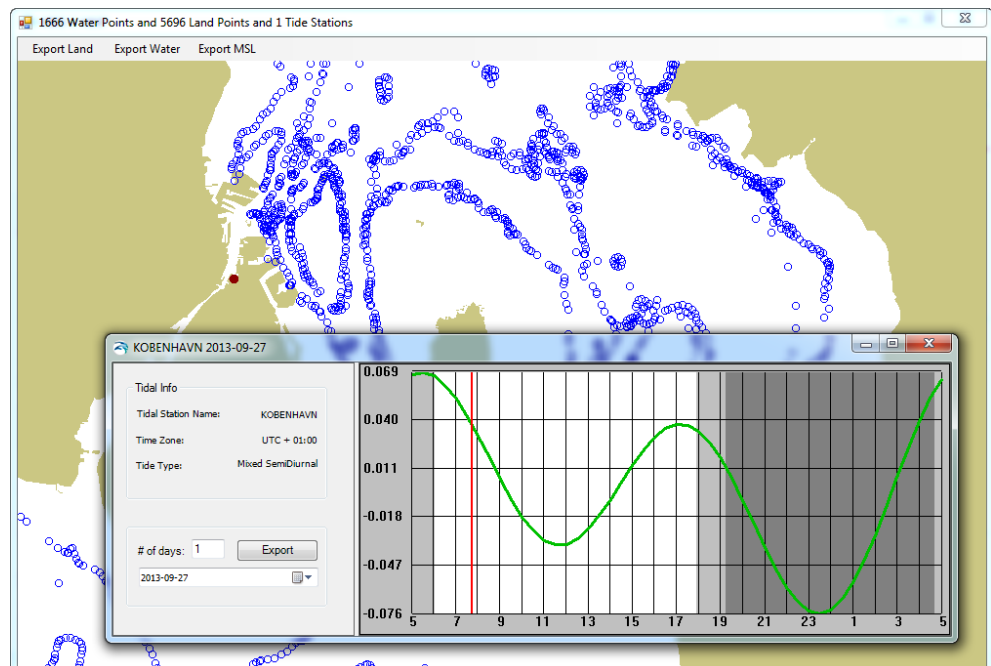 1666 Water Points and 5696 Land Points and 1 Tide Stations
Export Land Export Water Export MSL
KOBENHAVN 2013-09-27
Tidal Info
Tidal Station Name: KOBENHAVN
Time Zone: UTC + 01:00
Tide Type: Mixed SemiDiurnal
# of days: 1 Export
2013-09-27
0.069
0.040
0.011
-0.018
-0.047
-0.076
5 7 9 11 13 15 17 19 21 23 1 3 5